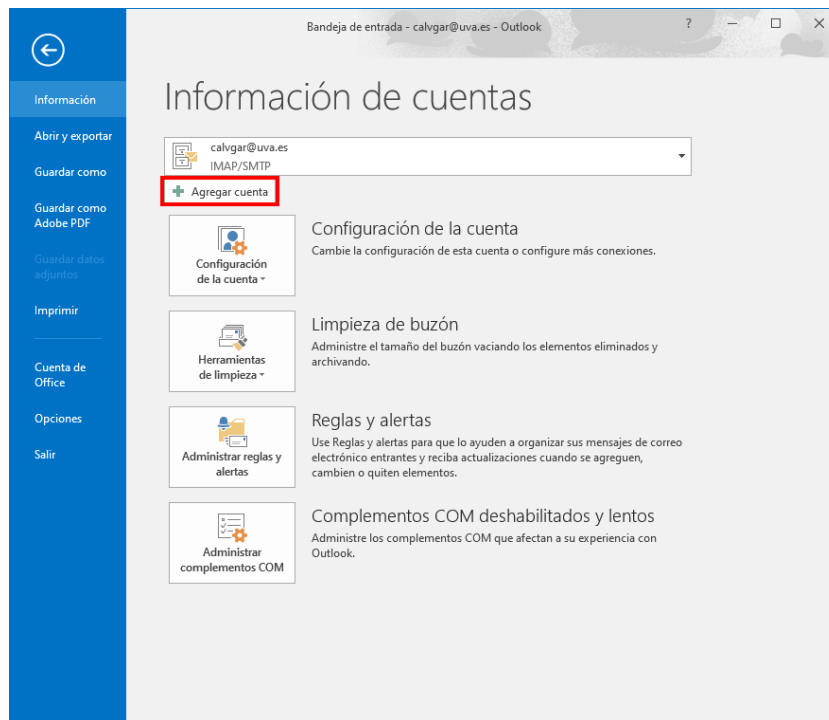 Bandeja de entrada - calvgar@uva.es - Outlook
?
Información
Abrir y exportar
Guardar como
Guardar como
Adobe PDF
Guardar datos
adjuntos
Imprimir
Cuenta de
Office
Opciones
Salir
Información de cuentas
calvgar@uva.es
IMAP/SMTP
Agregar cuenta
Configuración
de la cuenta
Configuración de la cuenta
Cambie la configuración de esta cuenta o configure más conexiones.
Herramientas
de limpieza
Limpieza de buzón
Administre el tamaño del buzón vaciando los elementos eliminados y
archivando.
Administrar reglas y
alertas
Reglas y alertas
Use Reglas y alertas para que lo ayuden a organizar sus mensajes de correo
electrónico entrantes y reciba actualizaciones cuando se agreguen,
cambien o quiten elementos.
Administrar
complementos COM
Complementos COM deshabilitados y lentos
Administre los complementos COM que afectan a su experiencia con
Outlook.